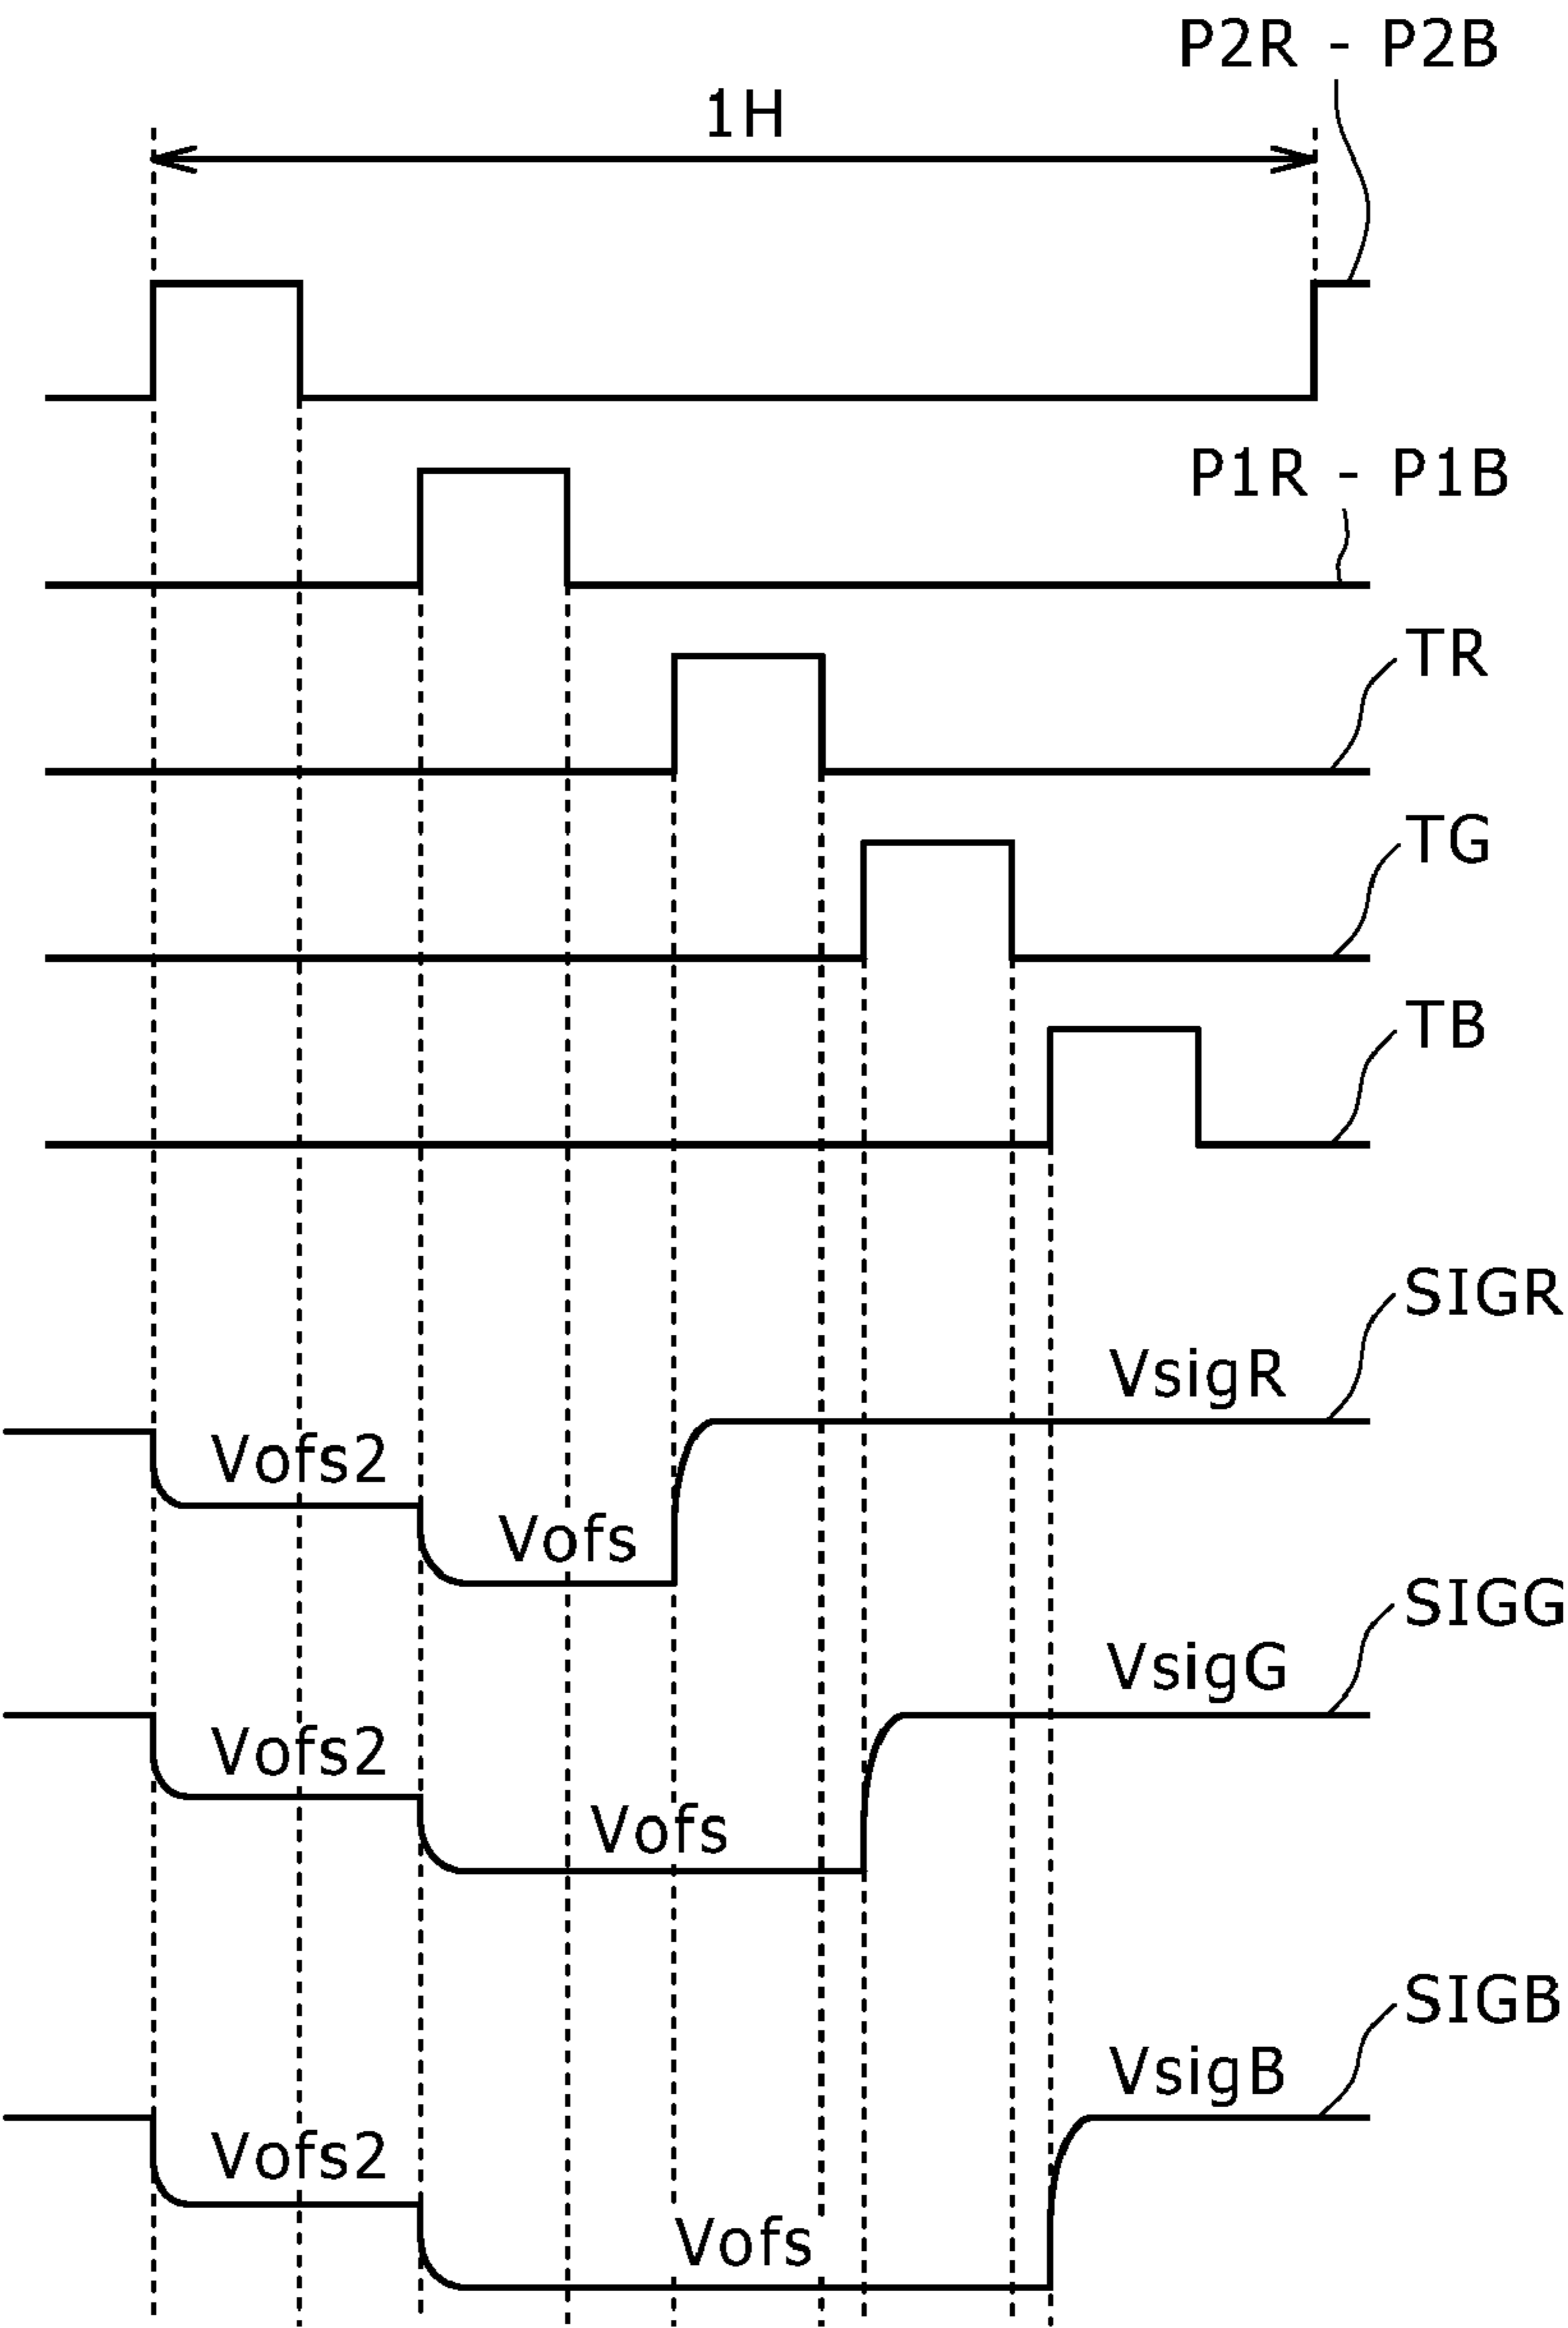 P2R - P2B
1H
P1R - P1B
TR
TG
TB
SIGR
VsigR
Vofs2
Vofs
SIGG
VsigG
Vofs2
Vofs
SIGB
VsigB
Vofs2
Vofs